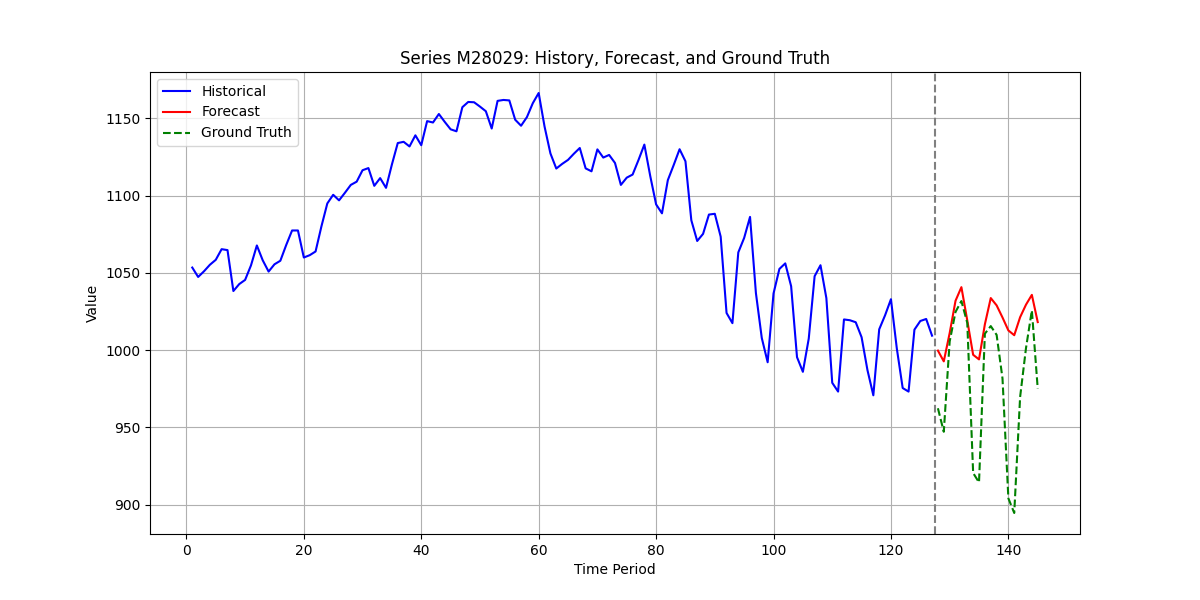 Series M28029: History, Forecast, and Ground Truth
Historical
Forecast
Ground Truth
Value
1150
1100
1050
1000
950
900
0 20 40 60 80 100 120 140
Time Period